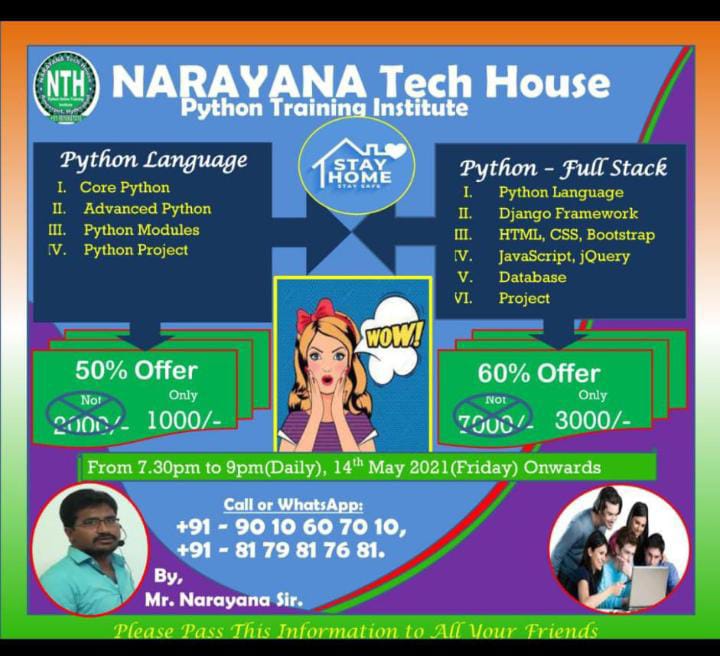 NTH
NARAYANA Tech House
Python Training Institute
STAY
HOME
STAY SAFE
Python Language
I. Core Python
II. Advanced Python
III. Python Modules
IV. Python Project
Python - Full Stack
I. Python Language
II. Django Framework
III. HTML, CSS, Bootstrap
IV. JavaScript, jQuery
V. Database
VI. Project
WOW!
50% Offer
Not Only
2000/- 1000/-
60% Offer
Not Only
7000/- 3000/-
From 7.30pm to 9pm(Daily), 14th May 2021(Friday) Onwards
Call or WhatsApp:
+91 - 90 10 60 70 10,
+91 - 81 79 81 76 81.
By,
Mr. Narayana Sir.
Please Pass This Information to All Your Friends